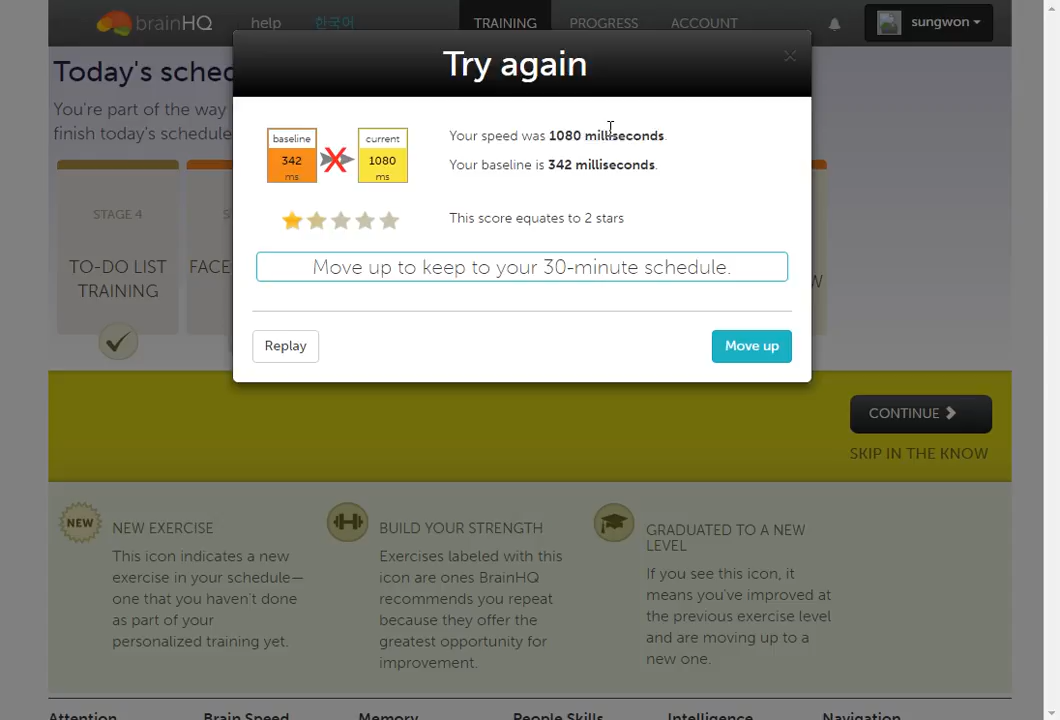 brainHQ help 한국어 TRAINING PROGRESS ACCOUNT sungwon
Try again
Today's sched
You're part of the way
finish today's schedule
baseline
342
ms
current
1080
ms
Your speed was 1080 milliseconds.
Your baseline is 342 milliseconds.
This score equates to 2 stars
Move up to keep to your 30-minute schedule.
Replay
Move up
STAGE 4
TO-DO LIST
TRAINING
S
FACE
W
CONTINUE
SKIP IN THE KNOW
NEW
NEW EXERCISE
This icon indicates a new
exercise in your schedule—
one that you haven't done
as part of your
personalized training yet.
BUILD YOUR STRENGTH
Exercises labeled with this
icon are ones BrainHQ
recommends you repeat
because they offer the
greatest opportunity for
improvement.
GRADUATED TO A NEW
LEVEL
If you see this icon, it
means you've improved at
the previous exercise level
and are moving up to a
new one.
Attention Brain Speed Memory People Skills Intelligence Navigation